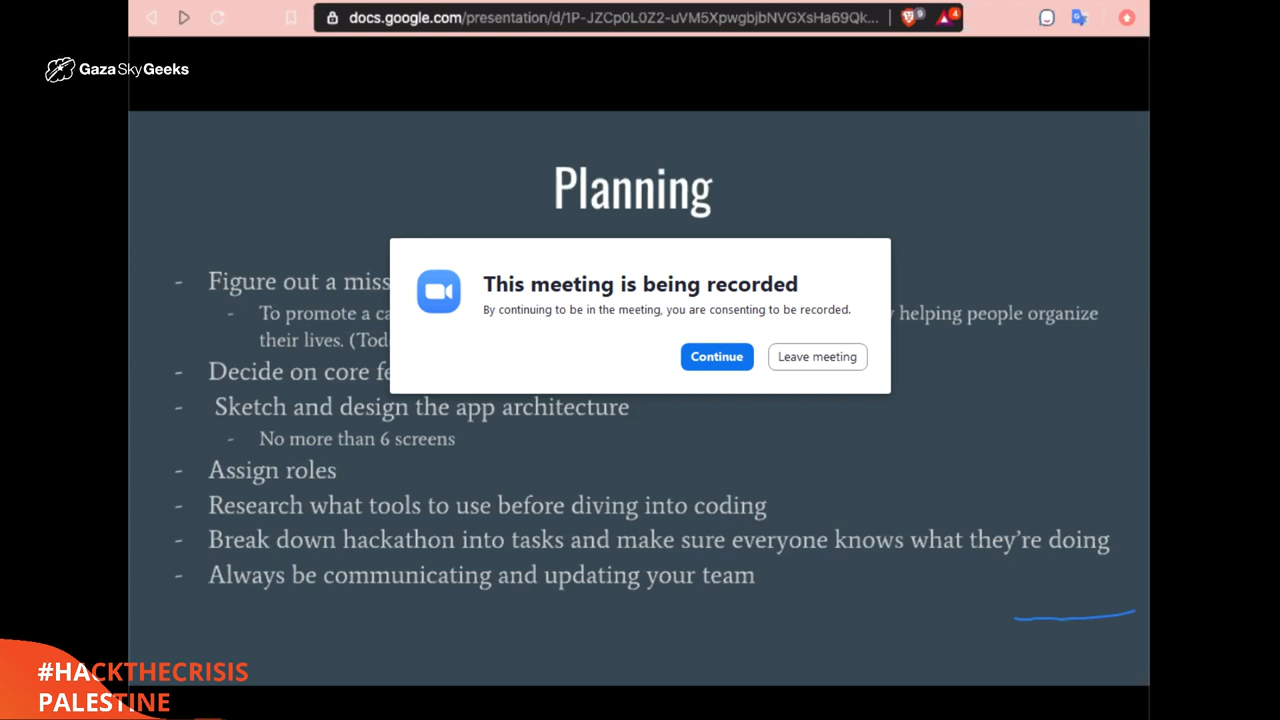 docs.google.com/presentation/d/1P-JZCp0L0Z2-uVM5XpwgbjbNVGXsHa69Qk...
9
4
GazaSkyGeeks
Planning
- Figure out a miss
- To promote a ca
helping people organize
their lives. (Tod
This meeting is being recorded
By continuing to be in the meeting, you are consenting to be recorded.
Continue
Leave meeting
- Decide on core fe
- Sketch and design the app architecture
- No more than 6 screens
- Assign roles
- Research what tools to use before diving into coding
- Break down hackathon into tasks and make sure everyone knows what they're doing
- Always be communicating and updating your team
#HACKTHECRISIS
PALESTINE